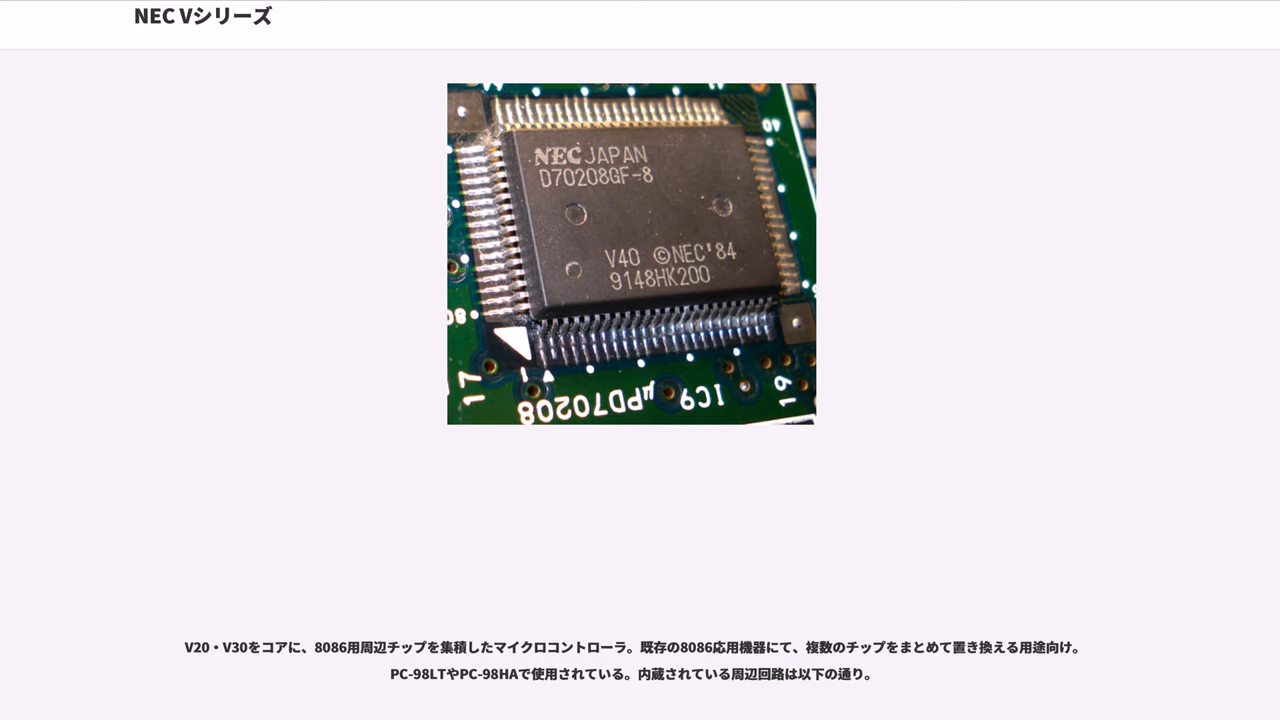 NEC Vシリーズ
40
NEC JAPAN
D70208GF-8
V40 ©NEC'84
9148HK200
80
17
1
µPD70208
IC9
19
V20・V30をコアに、8086用周辺チップを集積したマイクロコントローラ。既存の8086応用機器にて、複数のチップをまとめて置き換える用途向け。
PC-98LTやPC-98HAで使用されている。内蔵されている周辺回路は以下の通り。